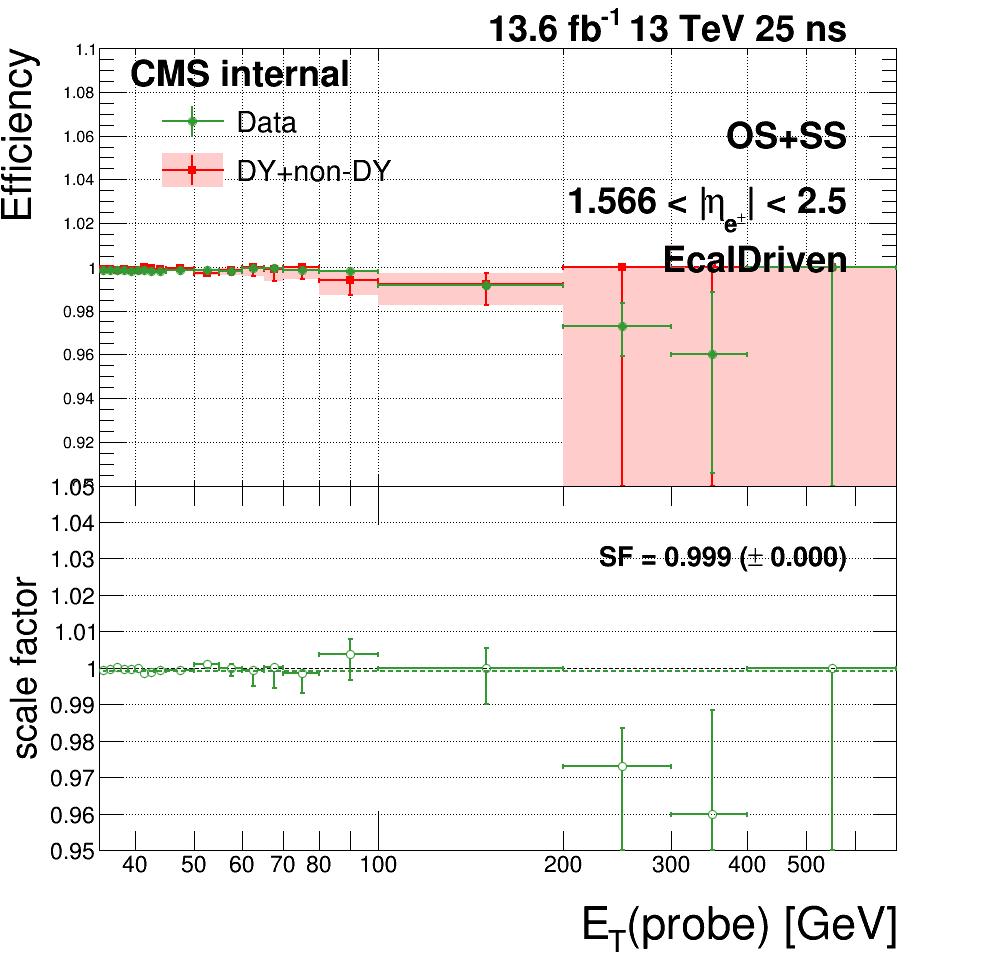 13.6 fb-1 13 TeV 25 ns
Efficiency
1.1
1.08
1.06
1.04
1.02
1
0.98
0.96
0.94
0.92
CMS internal
Data
DY+non-DY
OS+SS
1.566 < |ηe±| < 2.5
EcalDriven
scale factor
1.05
1.04
1.03
1.02
1.01
1
0.99
0.98
0.97
0.96
0.95
SF = 0.999 (± 0.000)
40 50 60 70 80 100 200 300 400 500
ET(probe) [GeV]